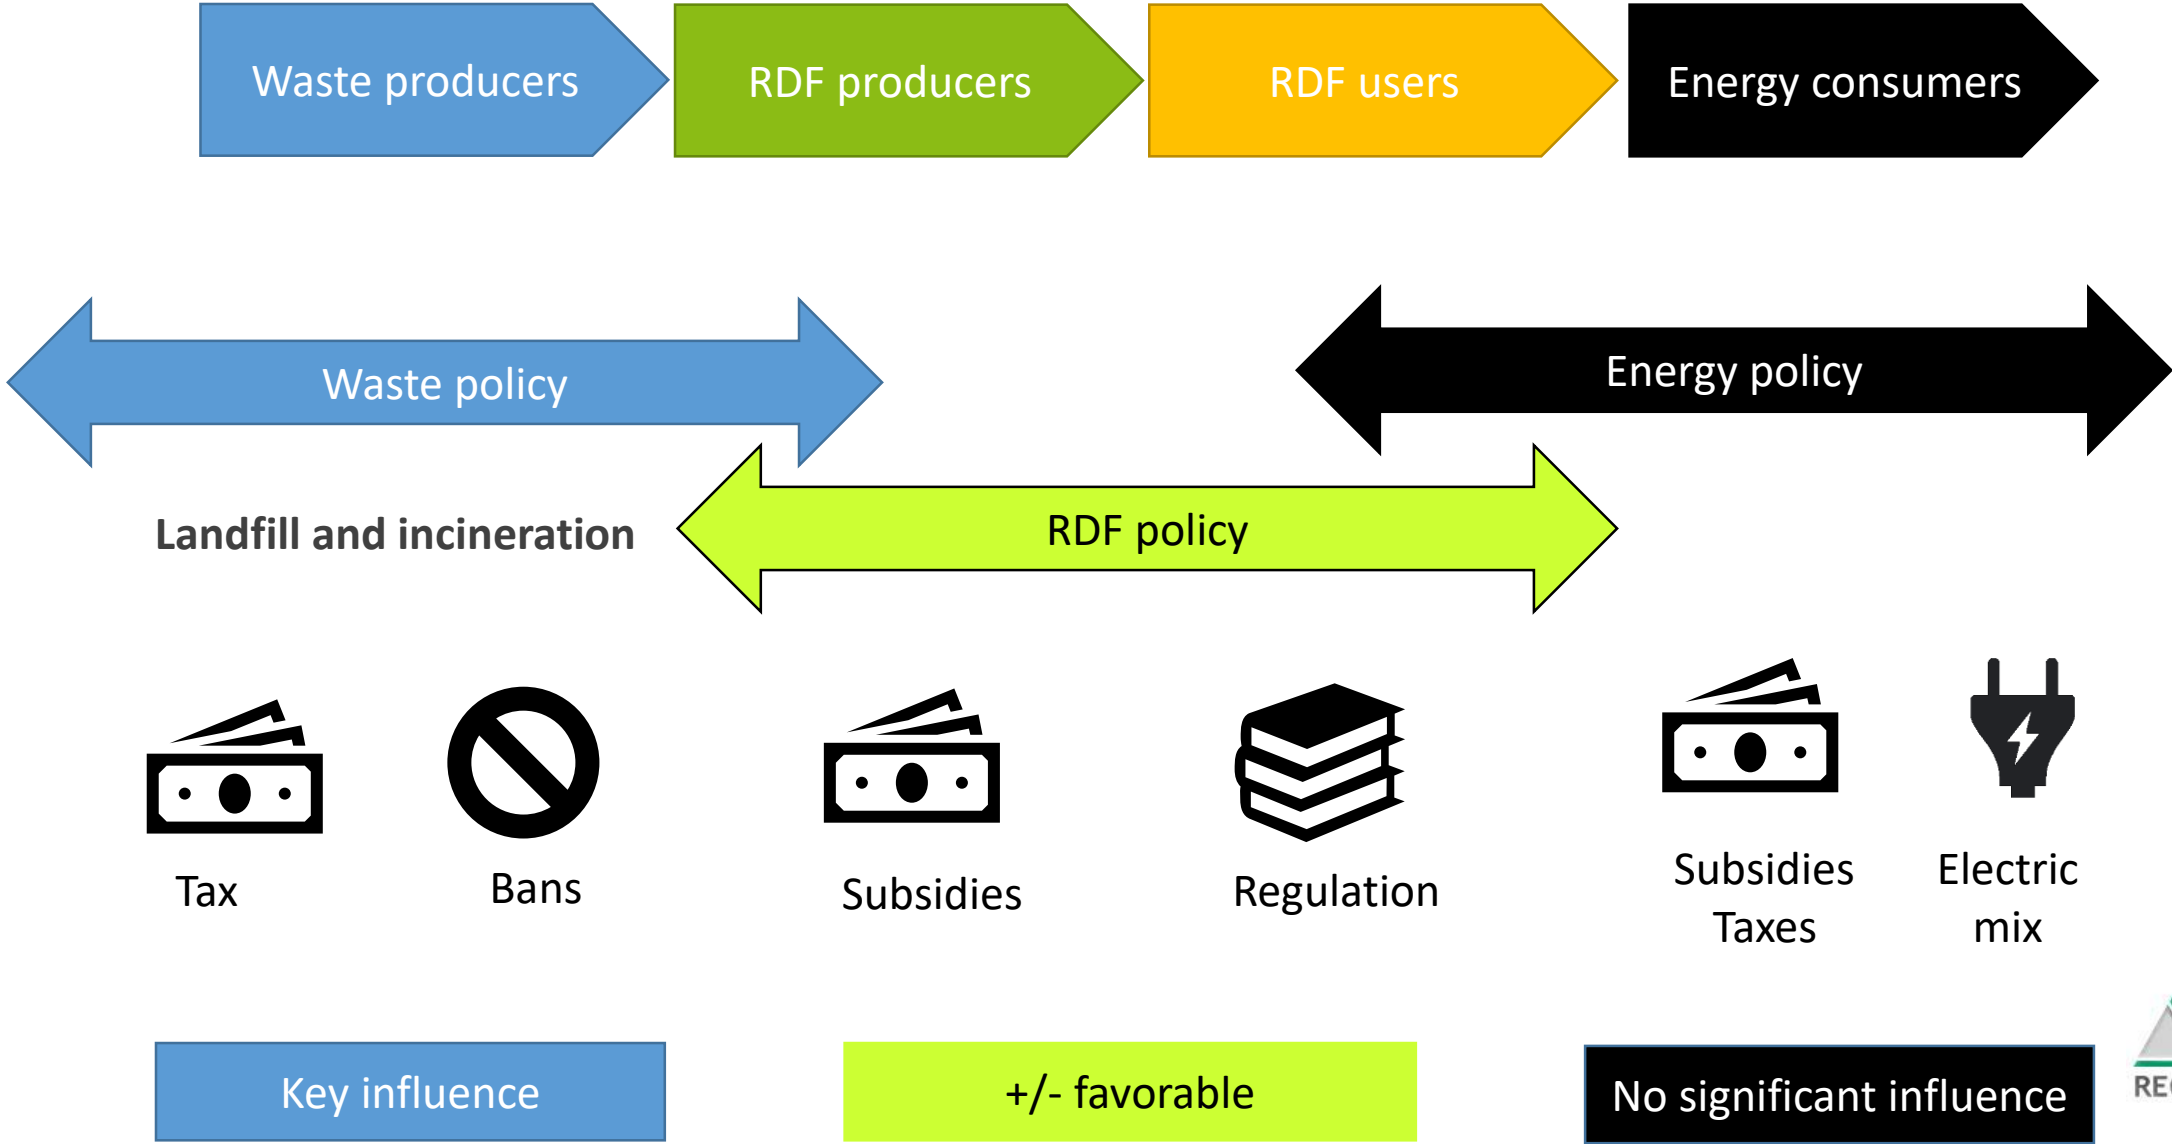 Waste producers
RDF producers
RDF users
Energy consumers
Waste policy
Energy policy
Landfill and incineration
RDF policy
Tax
Bans
Subsidies
Regulation
Subsidies
Taxes
Electric
mix
Key influence
+/- favorable
No significant influence